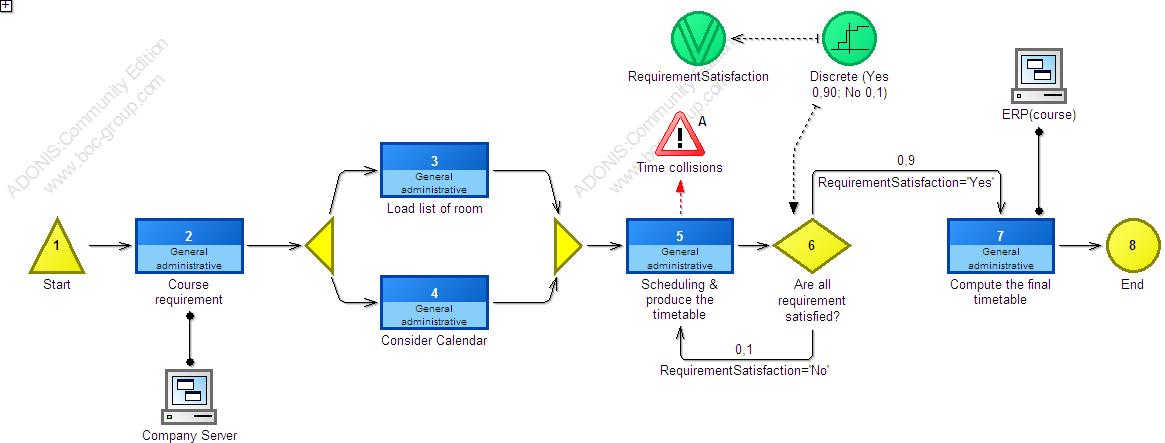 ADONIS:Community Edition
www.boc-group.com
ADONIS:Community Edition
www.boc-group.com
RequirementSatisfaction
Discrete (Yes
0,90; No 0,1)
ERP(course)
A
Time collisions
3
General
administrative
Load list of room
0,9
RequirementSatisfaction='Yes'
1
Start
2
General
administrative
Course
requirement
4
General
administrative
Consider Calendar
5
General
administrative
Scheduling &
produce the
timetable
6
Are all
requirement
satisfied?
7
General
administrative
Compute the final
timetable
8
End
0,1
RequirementSatisfaction='No'
Company Server